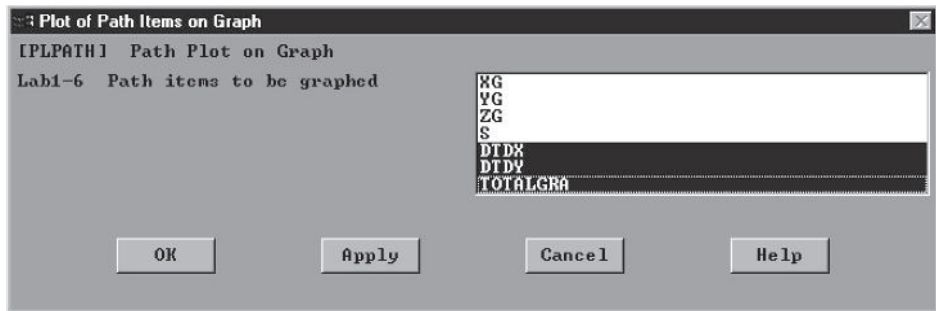 Plot of Path Items on Graph
[PLPATH] Path Plot on Graph
Lab1-6 Path items to be graphed
XG
YG
ZG
S
DTDX
DTDY
TOTALGRA
OK Apply Cancel Help